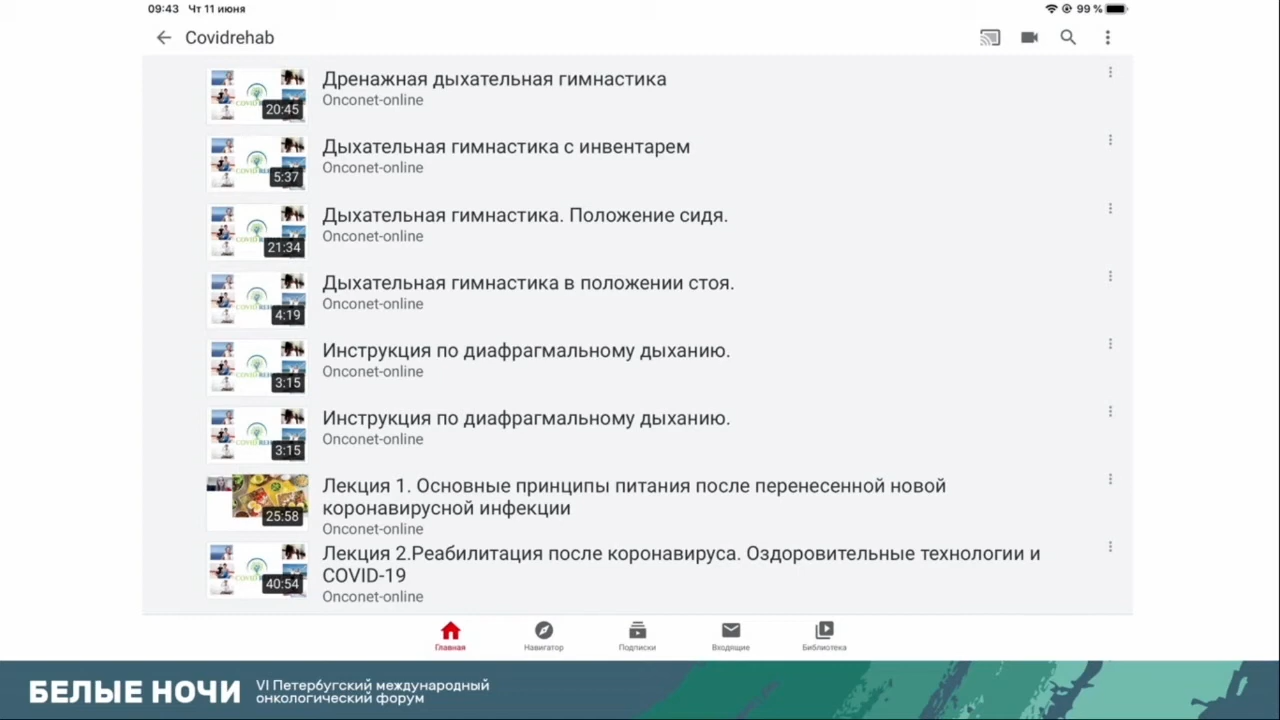 09:43 Чт 11 июня
99 %
Covidrehab
Дренажная дыхательная гимнастика
Onconet-online
20:45
Дыхательная гимнастика с инвентарем
Onconet-online
5:37
Дыхательная гимнастика. Положение сидя.
Onconet-online
21:34
Дыхательная гимнастика в положении стоя.
Onconet-online
4:19
Инструкция по диафрагмальному дыханию.
Onconet-online
3:15
Инструкция по диафрагмальному дыханию.
Onconet-online
3:15
Лекция 1. Основные принципы питания после перенесенной новой
коронавирусной инфекции
Onconet-online
25:58
Лекция 2.Реабилитация после коронавируса. Оздоровительные технологии и
COVID-19
Onconet-online
40:54
Главная
Навигатор
Подписки
Входящие
Библиотека
БЕЛЫЕ НОЧИ
VI Петербургский международный
онкологический форум